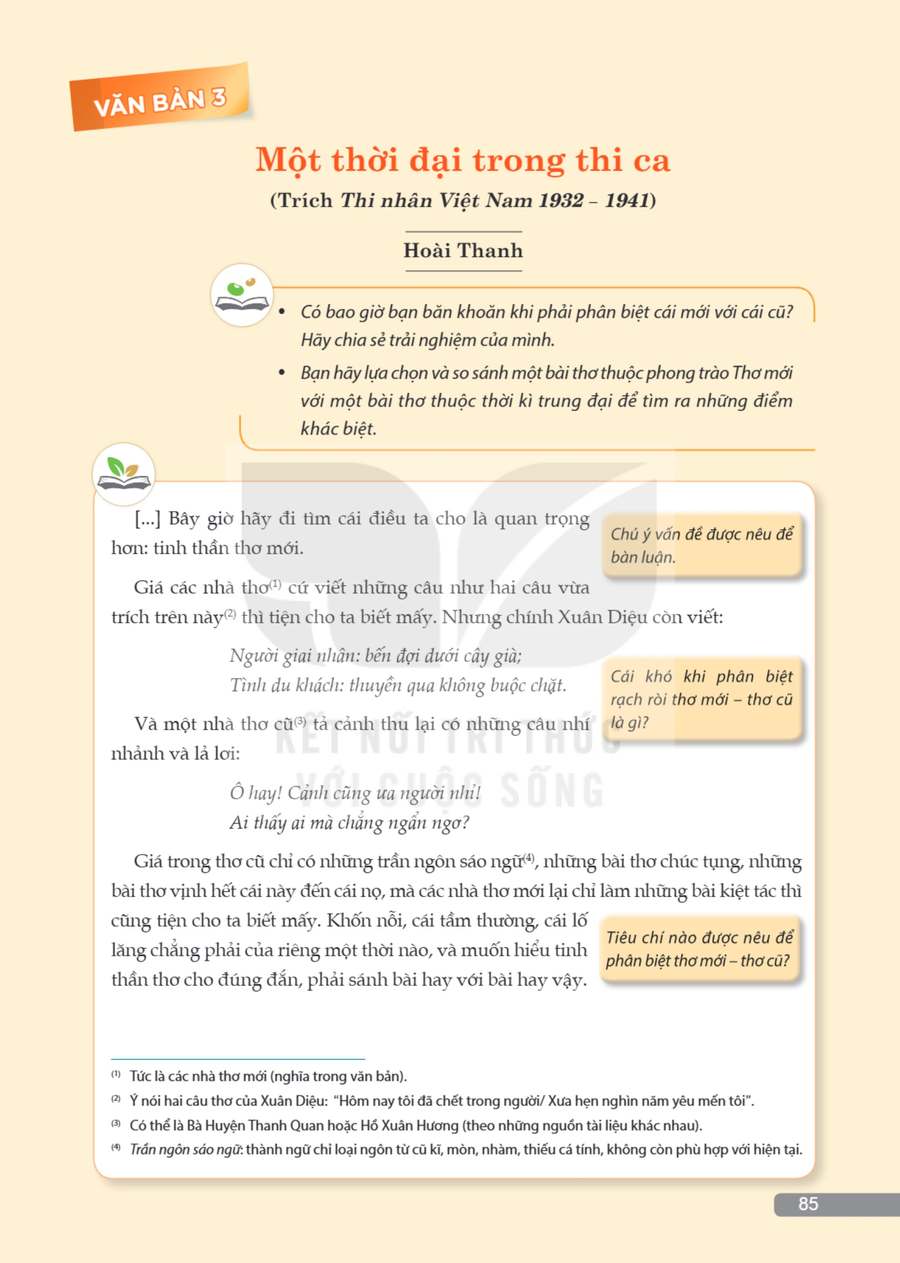 VĂN BẢN 3
Một thời đại trong thi ca
(Trích Thi nhân Việt Nam 1932 – 1941)
Hoài Thanh
• Có bao giờ bạn băn khoăn khi phải phân biệt cái mới với cái cũ?
Hãy chia sẻ trải nghiệm của mình.
• Bạn hãy lựa chọn và so sánh một bài thơ thuộc phong trào Thơ mới
với một bài thơ thuộc thời kì trung đại để tìm ra những điểm
khác biệt.
[...] Bây giờ hãy đi tìm cái điều ta cho là quan trọng
hơn: tinh thần thơ mới.
Chú ý vấn đề được nêu để
bàn luận.
Giá các nhà thơ(1) cứ viết những câu như hai câu vừa
trích trên này(2) thì tiện cho ta biết mấy. Nhưng chính Xuân Diệu còn viết:
Người giai nhân: bến đợi dưới cây già;
Tình du khách: thuyền qua không buộc chặt.
Cái khó khi phân biệt
rạch ròi thơ mới – thơ cũ
là gì?
Và một nhà thơ cũ(3) tả cảnh thu lại có những câu nhí
nhảnh và lả lơi:
Ô hay! Cảnh cũng ưa người nhỉ!
Ai thấy ai mà chẳng ngẩn ngơ?
Giá trong thơ cũ chỉ có những trần ngôn sáo ngữ(4), những bài thơ chúc tụng, những
bài thơ vịnh hết cái này đến cái nọ, mà các nhà thơ mới lại chỉ làm những bài kiệt tác thì
cũng tiện cho ta biết mấy. Khốn nỗi, cái tầm thường, cái lố
lăng chẳng phải của riêng một thời nào, và muốn hiểu tinh
thần thơ cho đúng đắn, phải sánh bài hay với bài hay vậy.
Tiêu chí nào được nêu để
phân biệt thơ mới – thơ cũ?
KẾT NỐI TRI THỨC
VỚI CUỘC SỐNG
(1) Tức là các nhà thơ mới (nghĩa trong văn bản).
(2) Ý nói hai câu thơ của Xuân Diệu: “Hôm nay tôi đã chết trong người/ Xưa hẹn nghìn năm yêu mến tôi”.
(3) Có thể là Bà Huyện Thanh Quan hoặc Hồ Xuân Hương (theo những nguồn tài liệu khác nhau).
(4) Trần ngôn sáo ngữ: thành ngữ chỉ loại ngôn từ cũ kĩ, mòn, nhàm, thiếu cá tính, không còn phù hợp với hiện tại.
85